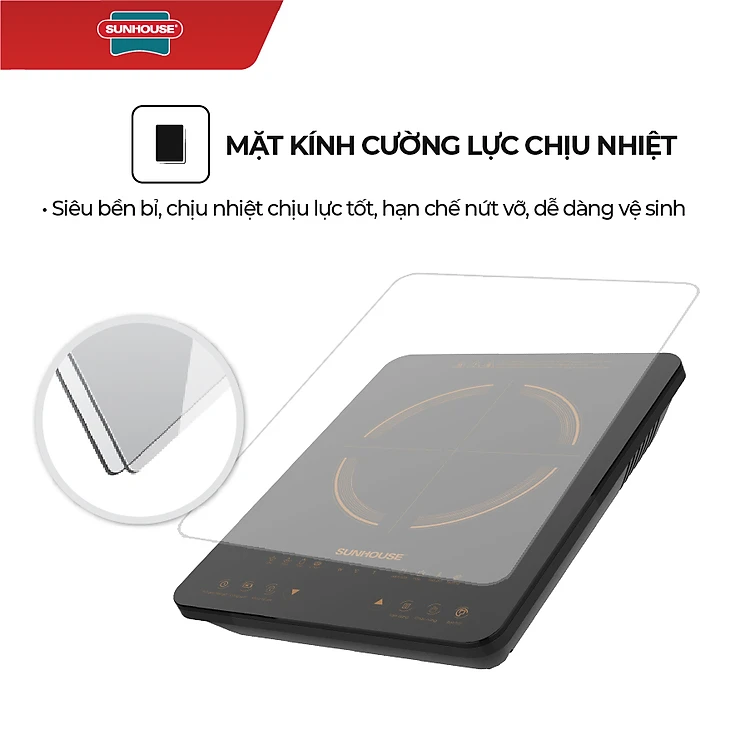 SUNHOUSE®
MẶT KÍNH CƯỜNG LỰC CHỊU NHIỆT
• Siêu bền bỉ, chịu nhiệt chịu lực tốt, hạn chế nứt vỡ, dễ dàng vệ sinh
SUNHOUSE